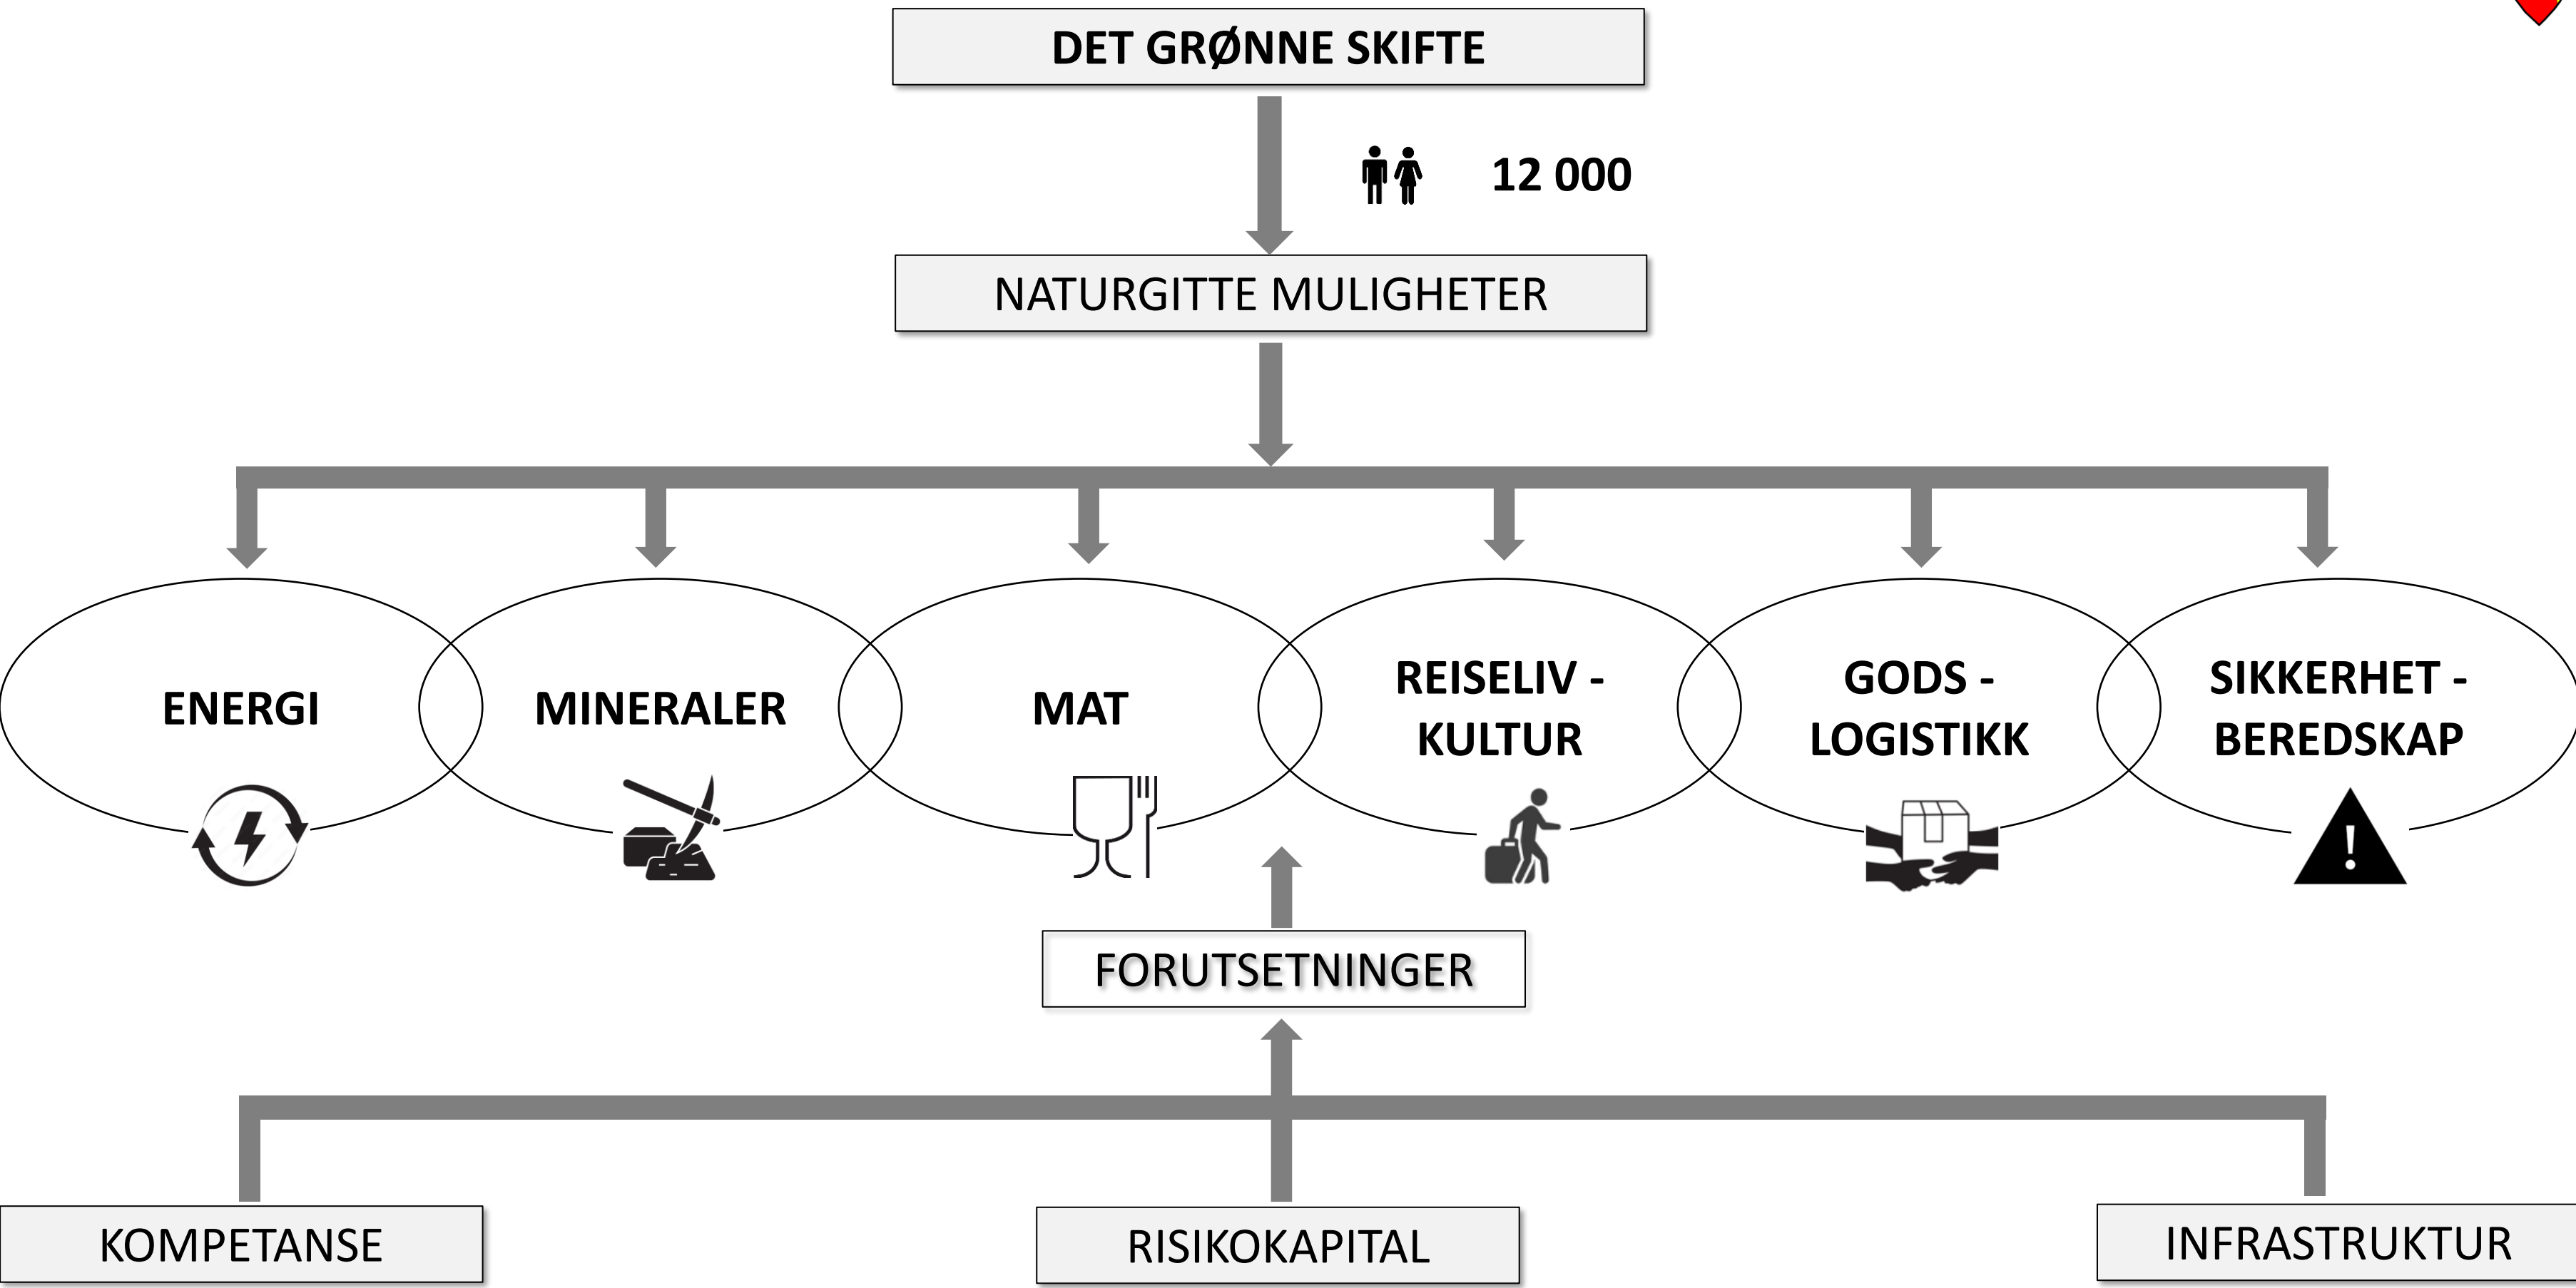 DET GRØNNE SKIFTE
12 000
NATURGITTE MULIGHETER
ENERGI
MINERALER
MAT
REISELIV -
KULTUR
GODS -
LOGISTIKK
SIKKERHET -
BEREDSKAP
!
FORUTSETNINGER
KOMPETANSE
RISIKOKAPITAL
INFRASTRUKTUR